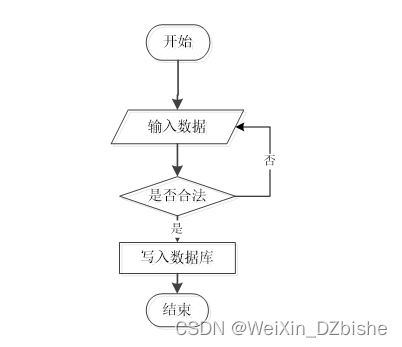 开始
输入数据
否
是否合法
是
写入数据库
结束
CSDN @WeiXin_DZbishe